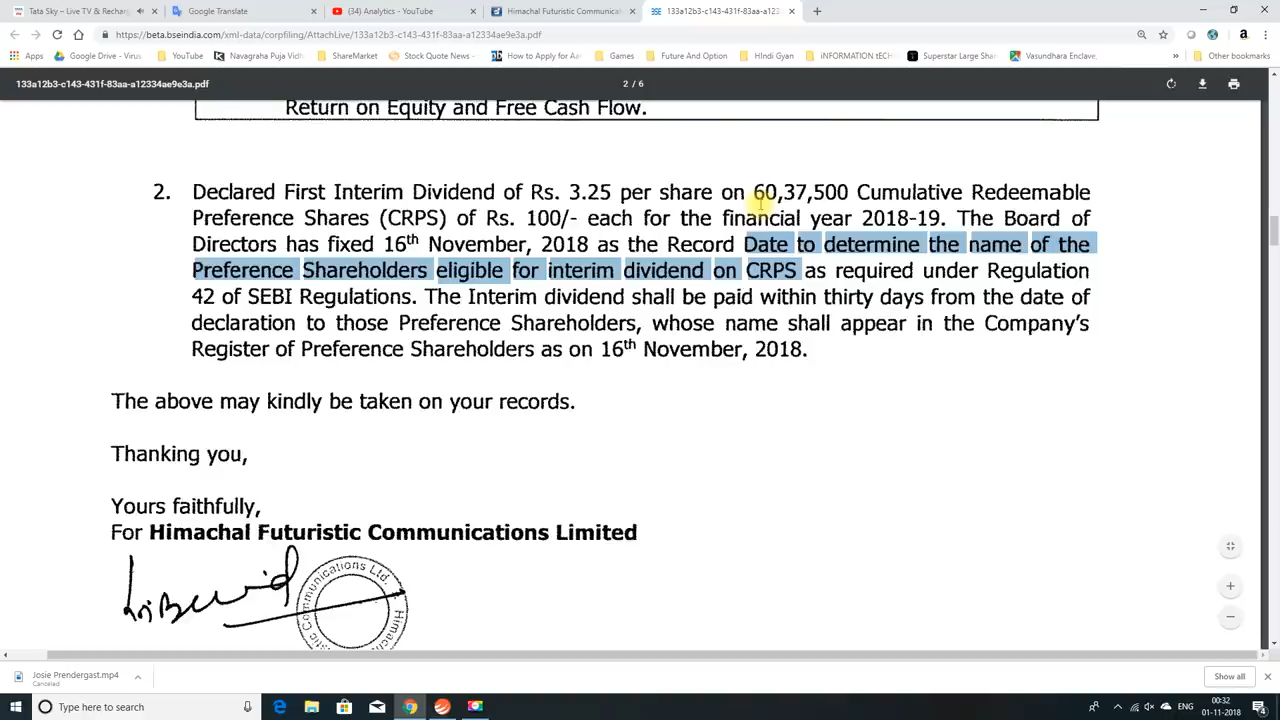 Tata Sky – Live TV & Rechar
Google Translate
(34) Analytics - YouTube
Himachal Futuristic Communicat
133a12b3-c143-431f-83aa-a123
https://beta.bseindia.com/xml-data/corpfiling/AttachLive/133a12b3-c143-431f-83aa-a12334ae9e3a.pdf
Apps
Google Drive - Virus
YouTube
Navagraha Puja Vidh
ShareMarket
Stock Quote News -
How to Apply for Aa
Games
Future And Option
HIndi Gyan
iNFORMATION tECH
Superstar Large Shar
Vasundhara Enclave,
Other bookmarks
133a12b3-c143-431f-83aa-a12334ae9e3a.pdf
2 / 6
Return on Equity and Free Cash Flow.
2. Declared First Interim Dividend of Rs. 3.25 per share on 60,37,500 Cumulative Redeemable
Preference Shares (CRPS) of Rs. 100/- each for the financial year 2018-19. The Board of
Directors has fixed 16th November, 2018 as the Record Date to determine the name of the
Preference Shareholders eligible for interim dividend on CRPS as required under Regulation
42 of SEBI Regulations. The Interim dividend shall be paid within thirty days from the date of
declaration to those Preference Shareholders, whose name shall appear in the Company's
Register of Preference Shareholders as on 16th November, 2018.
The above may kindly be taken on your records.
Thanking you,
Yours faithfully,
For Himachal Futuristic Communications Limited
Communications Ltd.
Himach
Josie Prendergast.mp4
Canceled
Show all
Type here to search
ENG
00:32
01-11-2018
4